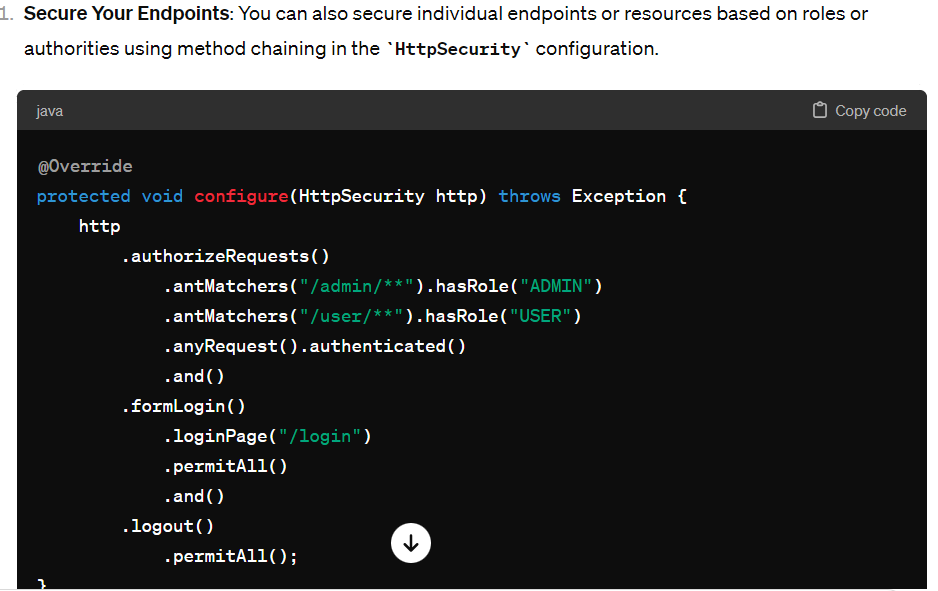 1. Secure Your Endpoints: You can also secure individual endpoints or resources based on roles or
authorities using method chaining in the `HttpSecurity` configuration.
java
Copy code
@Override
protected void configure(HttpSecurity http) throws Exception {
    http
        .authorizeRequests()
            .antMatchers("/admin/**").hasRole("ADMIN")
            .antMatchers("/user/**").hasRole("USER")
            .anyRequest().authenticated()
            .and()
        .formLogin()
            .loginPage("/login")
            .permitAll()
            .and()
        .logout()
            .permitAll();
}